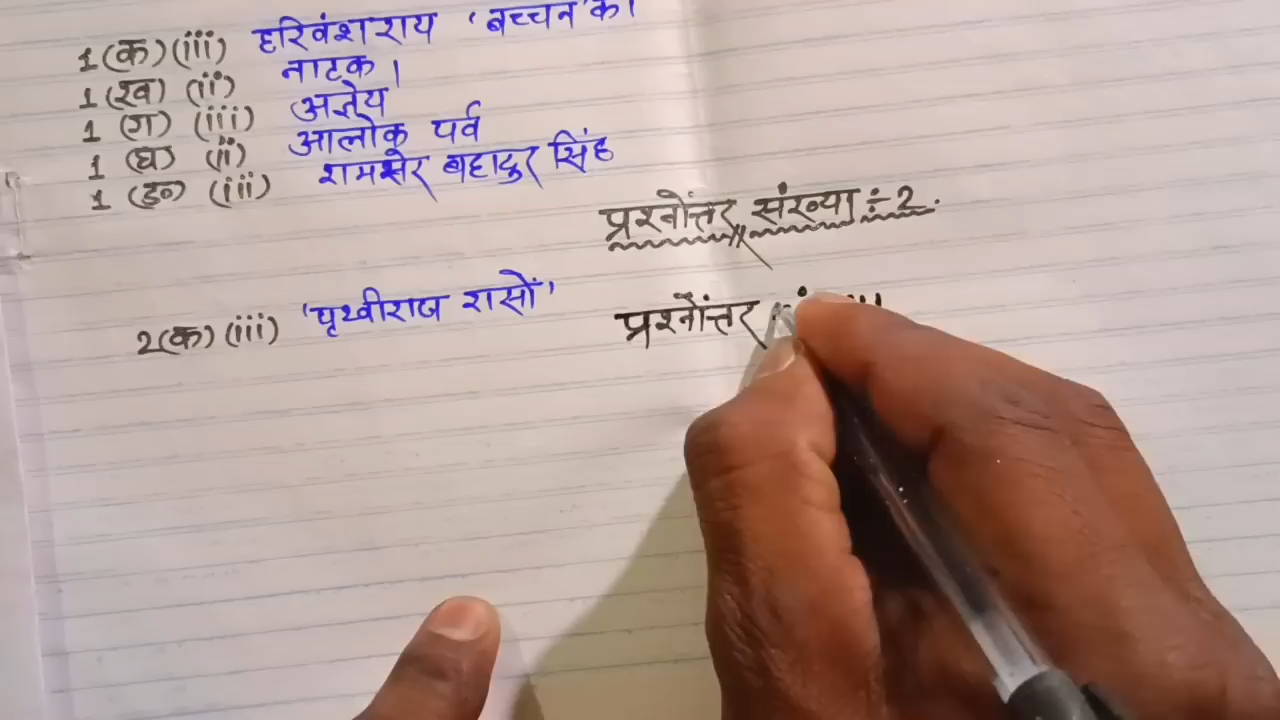 1 (क) (iii) हरिवंशराय 'बच्चन' का
1 (ख) (ii) नाटक।
1 (ग) (iii) अज्ञेय
1 (घ) (ii) आलोक पर्व
1 (ङ) (iii) शमसेर बहादुर सिंह
प्रश्नोंत्तर संख्या ÷ 2.
2(क) (iii) 'पृथ्वीराज रासों'
प्रश्नोंत्तर